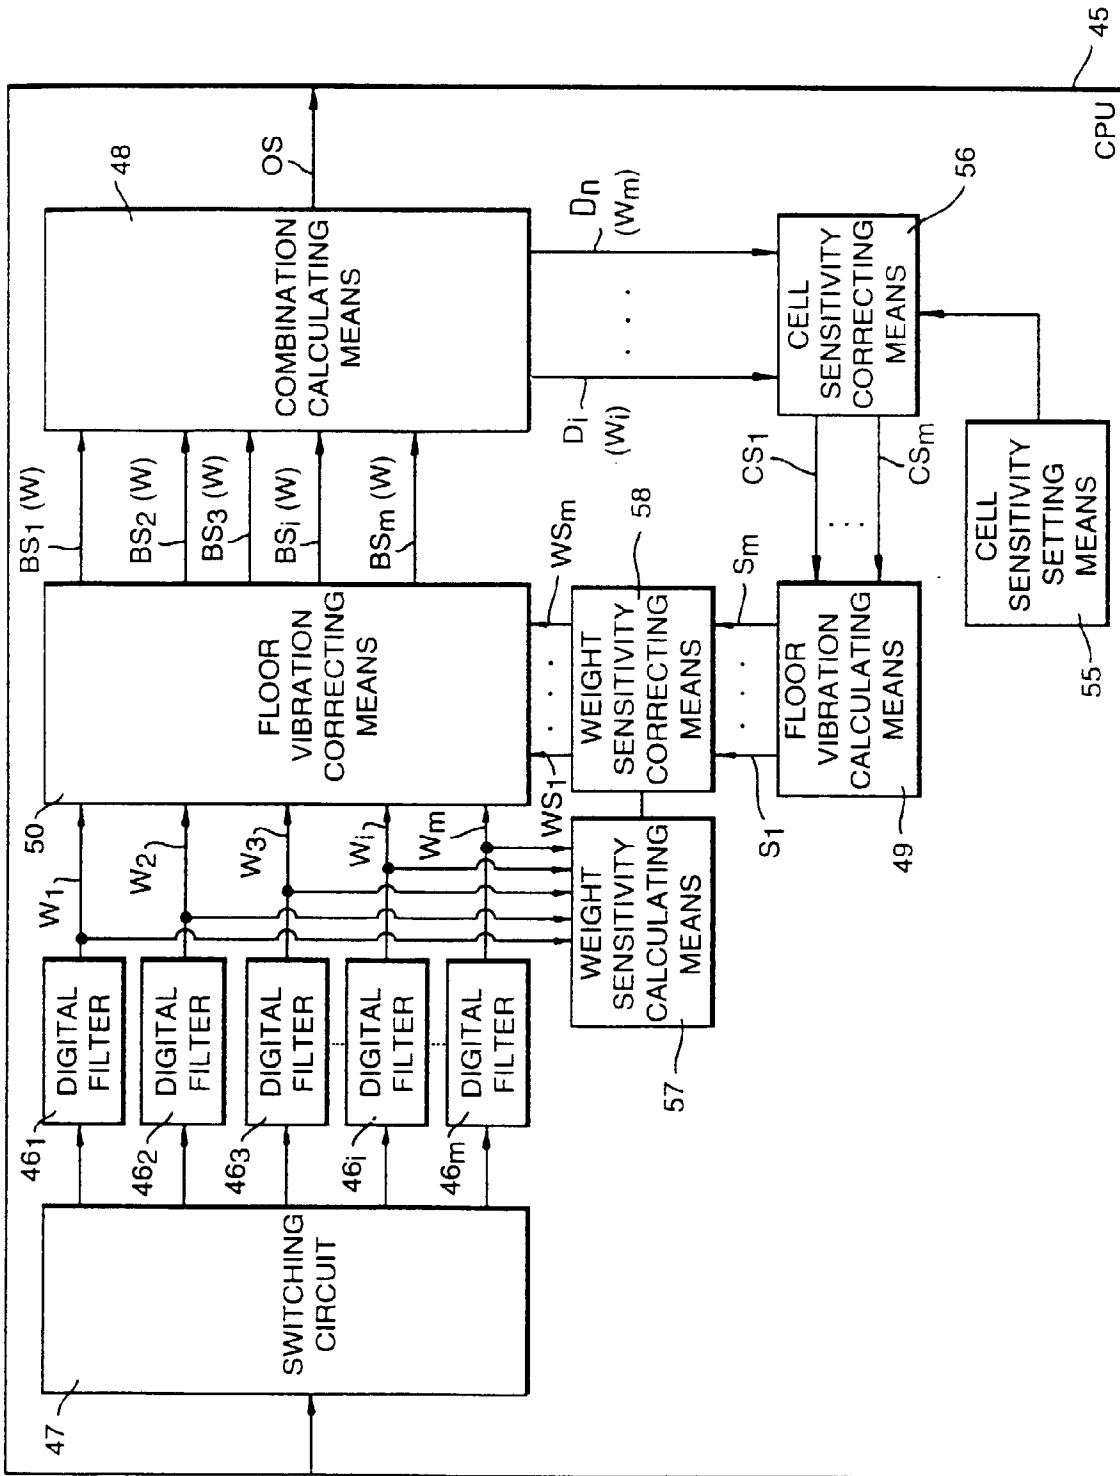 47
SWITCHING
CIRCUIT
46₁
DIGITAL
FILTER
46₂
DIGITAL
FILTER
46₃
DIGITAL
FILTER
46i
DIGITAL
FILTER
46m
DIGITAL
FILTER
W₁
W₂
W₃
Wi
Wm
50
FLOOR
VIBRATION
CORRECTING
MEANS
BS₁ (W)
BS₂ (W)
BS₃ (W)
BSi (W)
BSm (W)
48
COMBINATION
CALCULATING
MEANS
OS
57
WEIGHT
SENSITIVITY
CALCULATING
MEANS
WS₁
. . .
WSm
58
WEIGHT
SENSITIVITY
CORRECTING
MEANS
S₁
. . .
Sm
49
FLOOR
VIBRATION
CALCULATING
MEANS
CS₁
...
CSm
Di
(Wi)
. . .
Dn
(Wm)
56
CELL
SENSITIVITY
CORRECTING
MEANS
55
CELL
SENSITIVITY
SETTING
MEANS
CPU
45